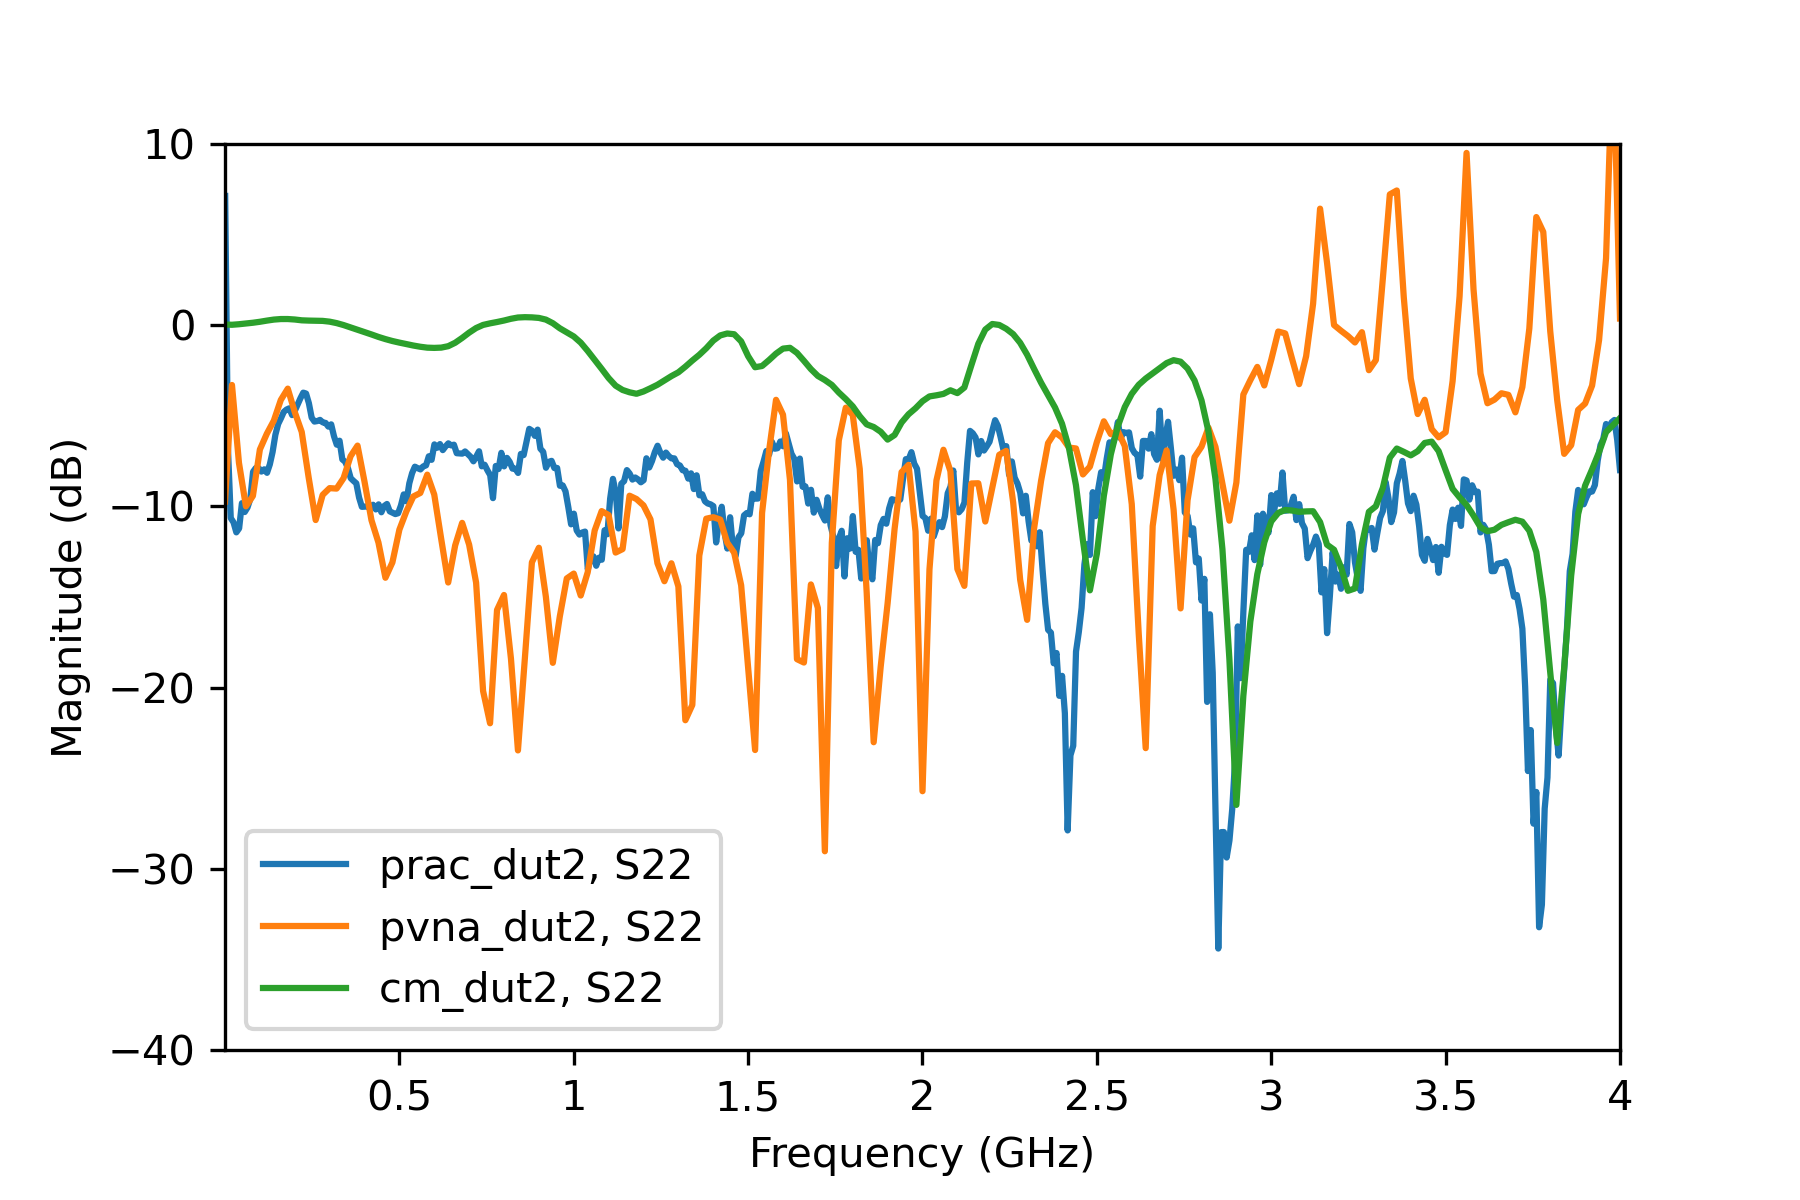 10
0
−10
−20
−30
−40
Magnitude (dB)
prac_dut2, S22
pvna_dut2, S22
cm_dut2, S22
0.5 1 1.5 2 2.5 3 3.5 4
Frequency (GHz)